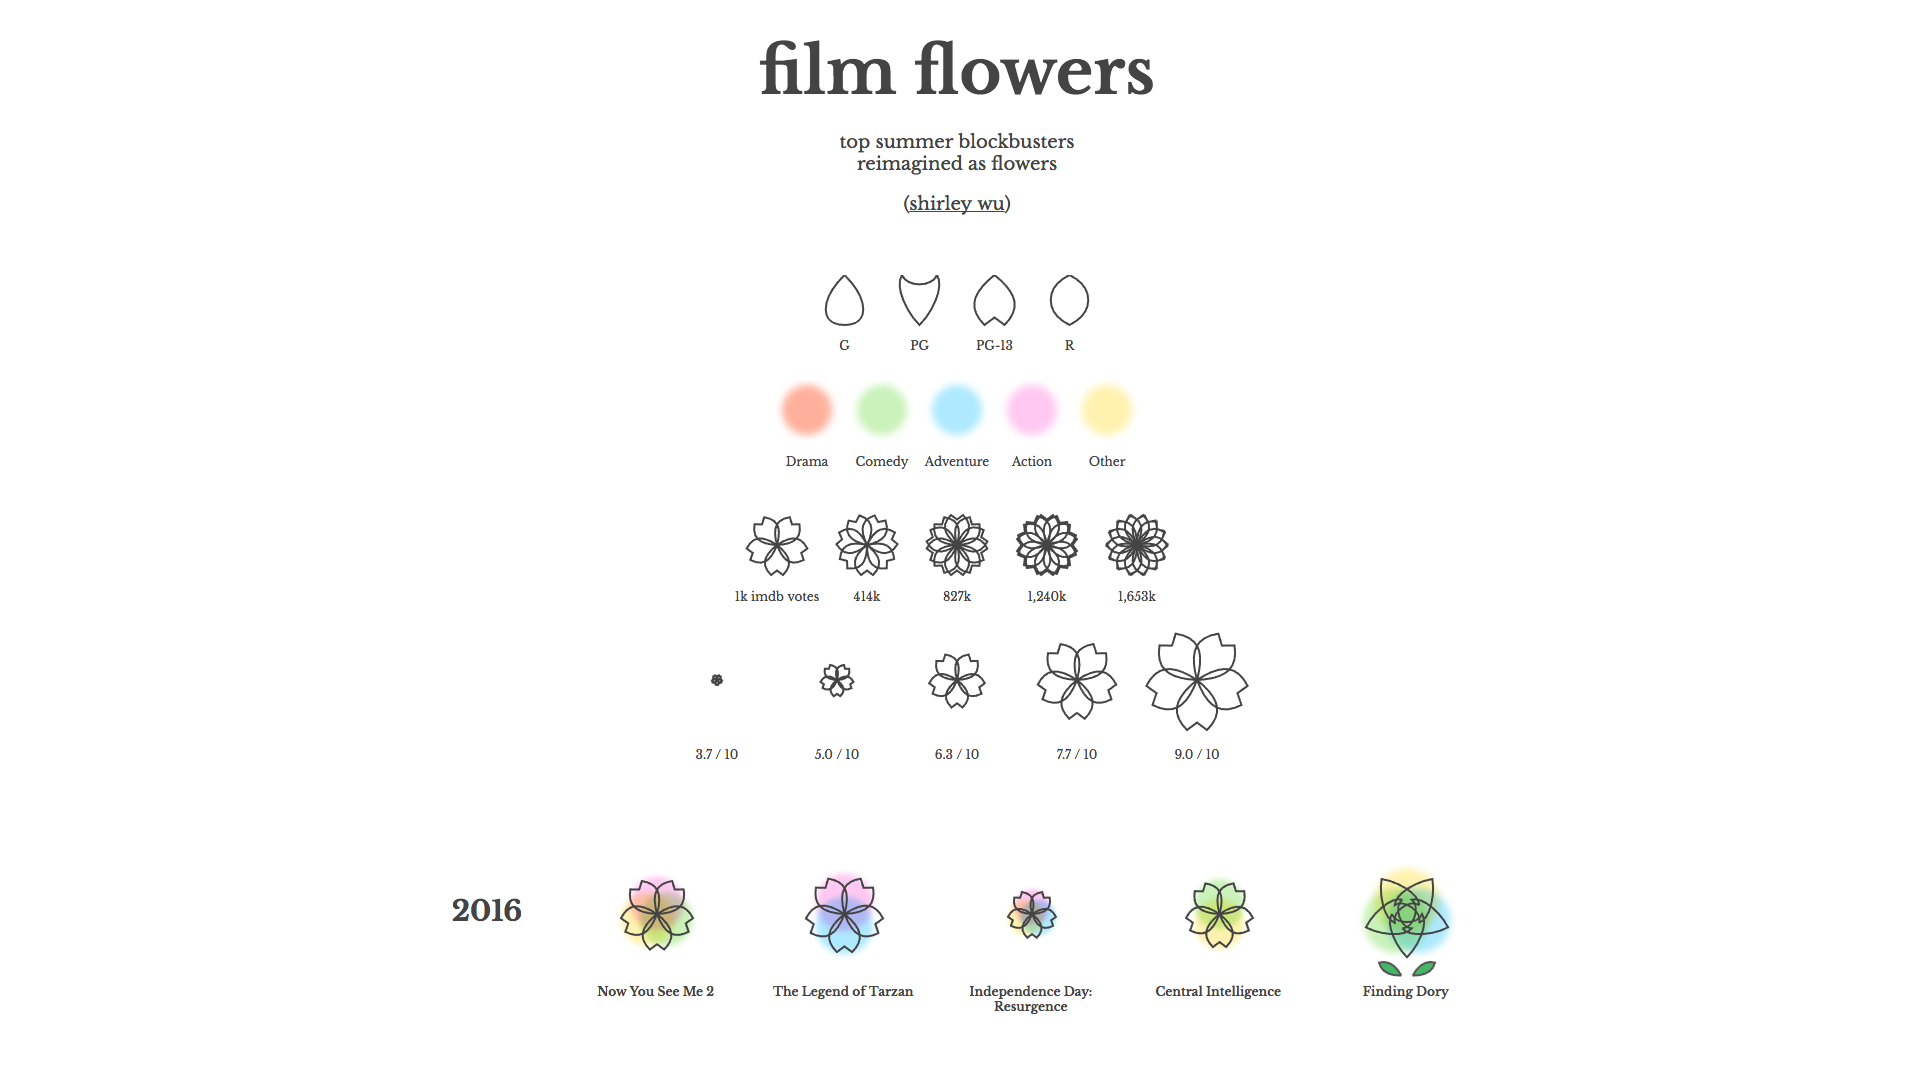 film flowers
top summer blockbusters
reimagined as flowers
(shirley wu)
G PG PG-13 R
Drama Comedy Adventure Action Other
1k imdb votes 414k 827k 1,240k 1,653k
3.7 / 10 5.0 / 10 6.3 / 10 7.7 / 10 9.0 / 10
2016
Now You See Me 2 The Legend of Tarzan Independence Day: Central Intelligence Finding Dory
Resurgence